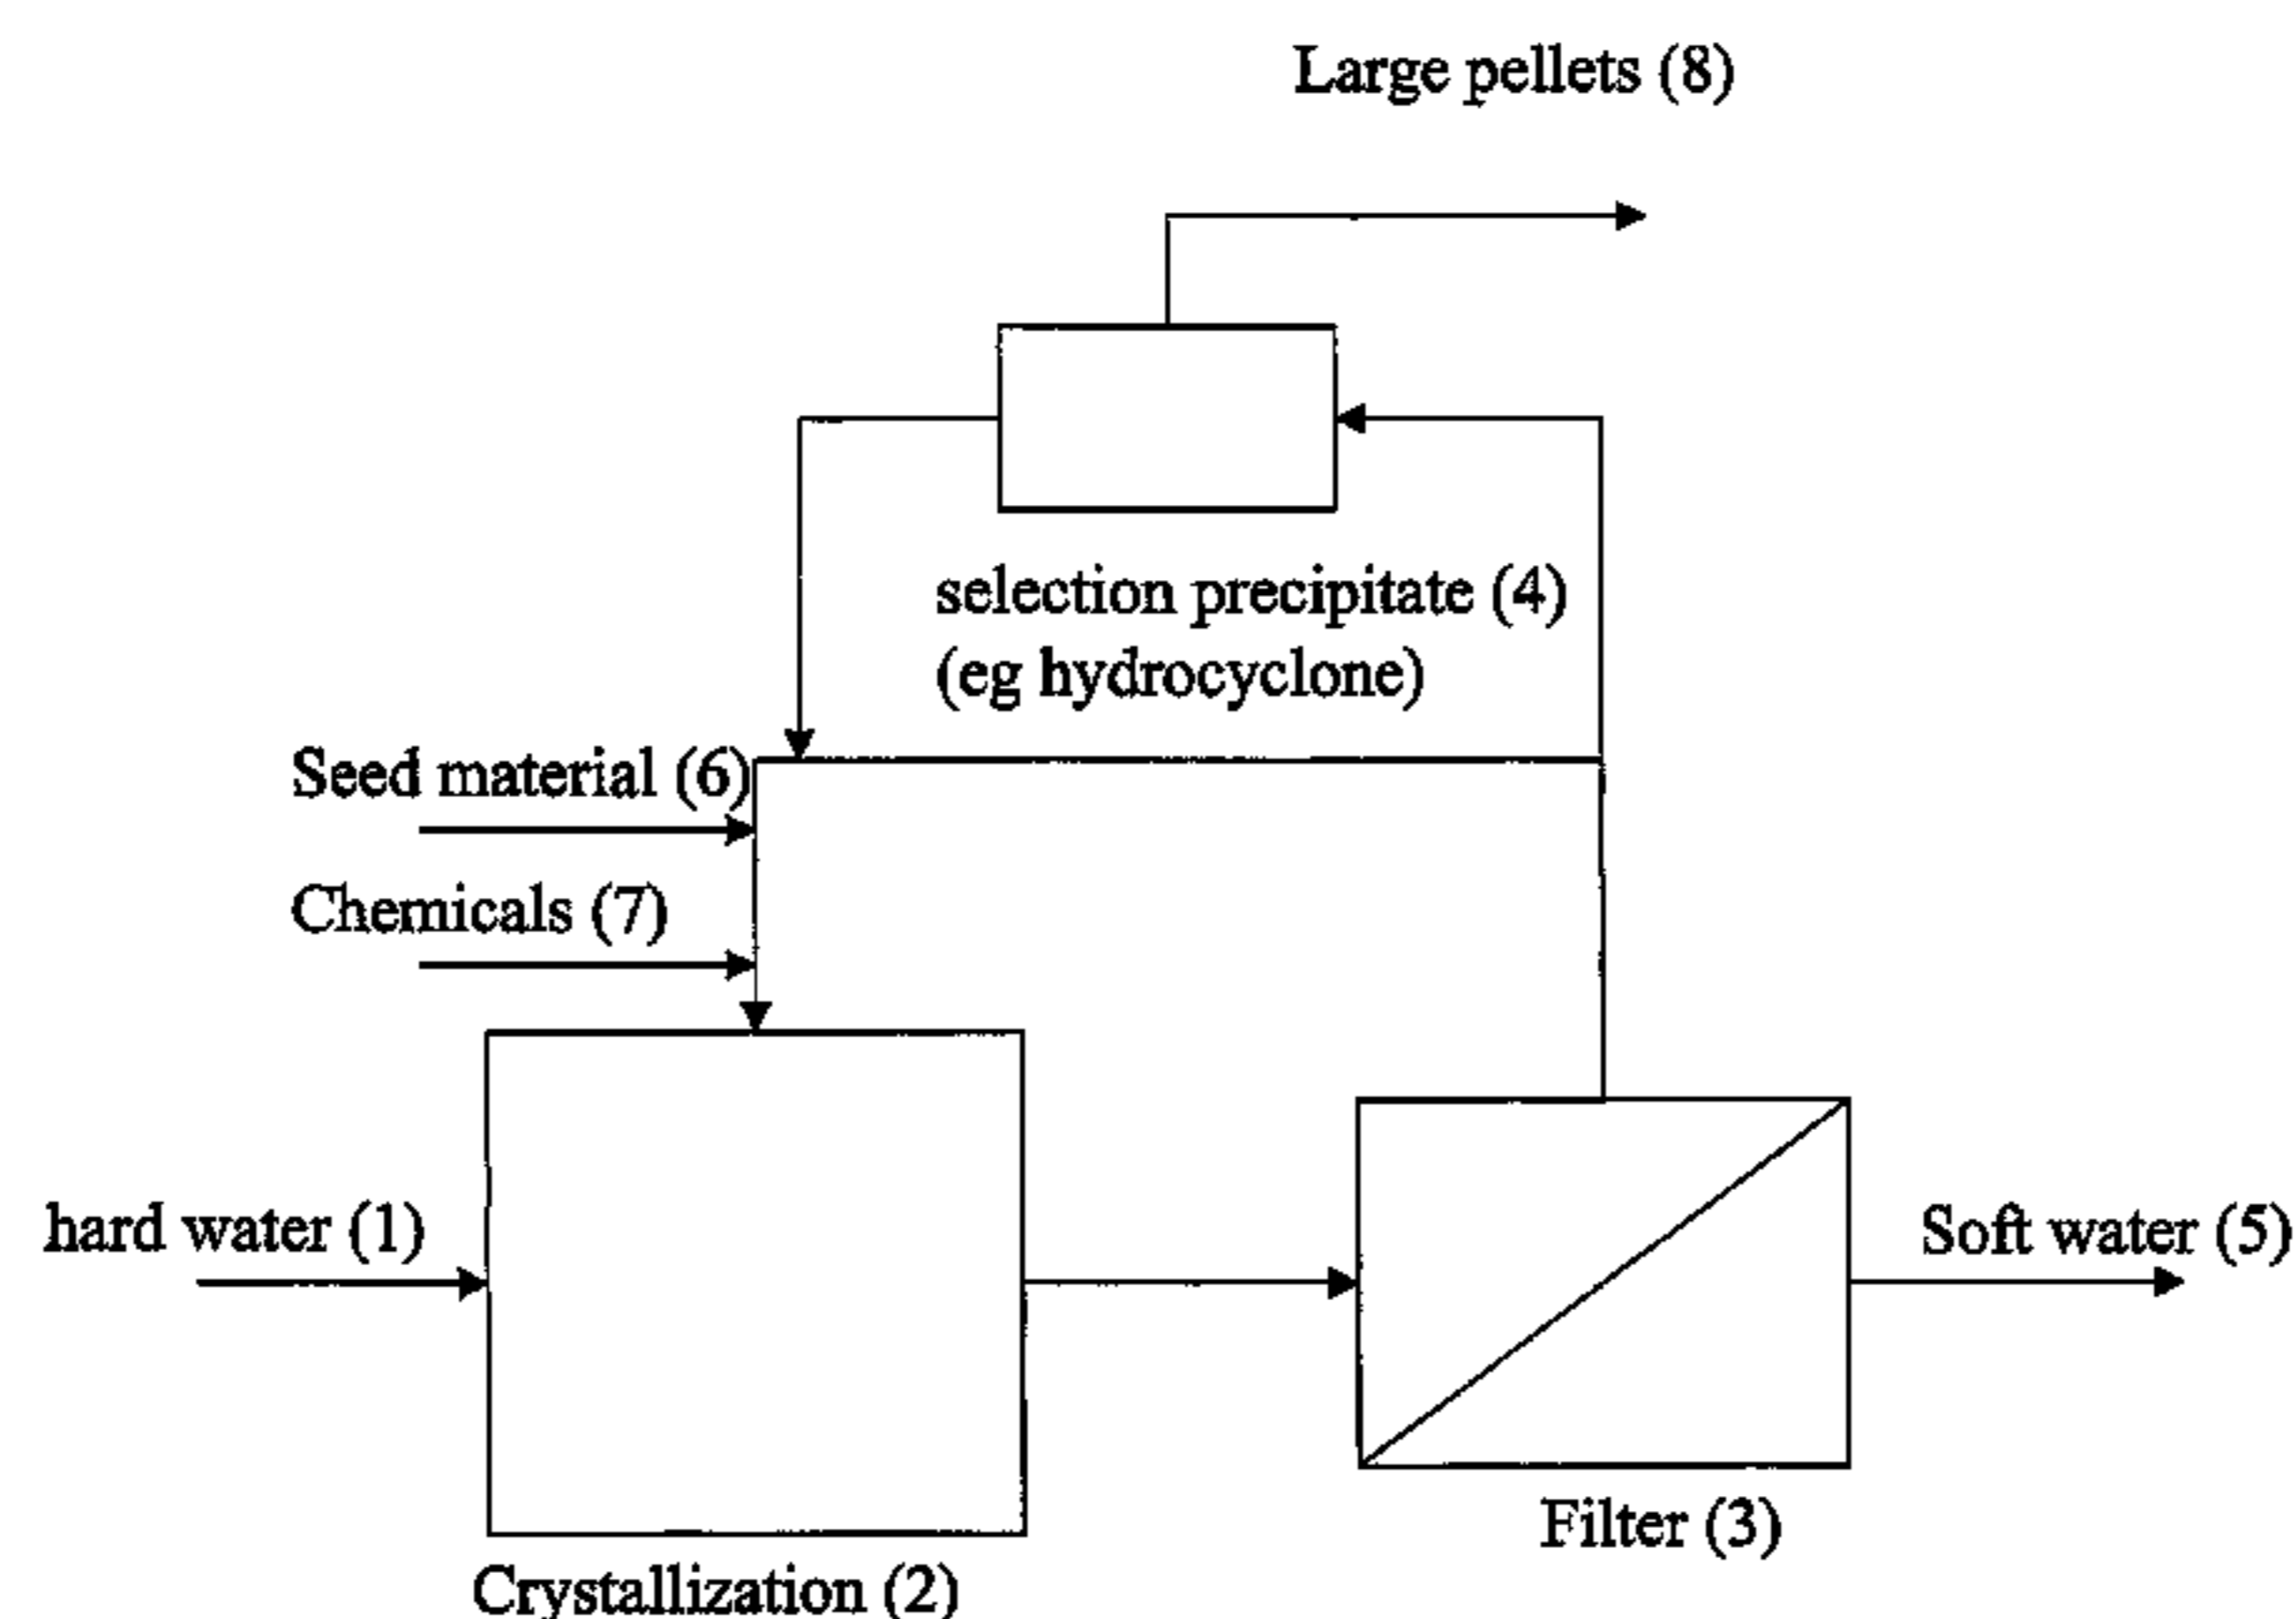 Large pellets (8)
selection precipitate (4)
(eg hydrocyclone)
Seed material (6)
Chemicals (7)
hard water (1)
Soft water (5)
Filter (3)
Crystallization (2)